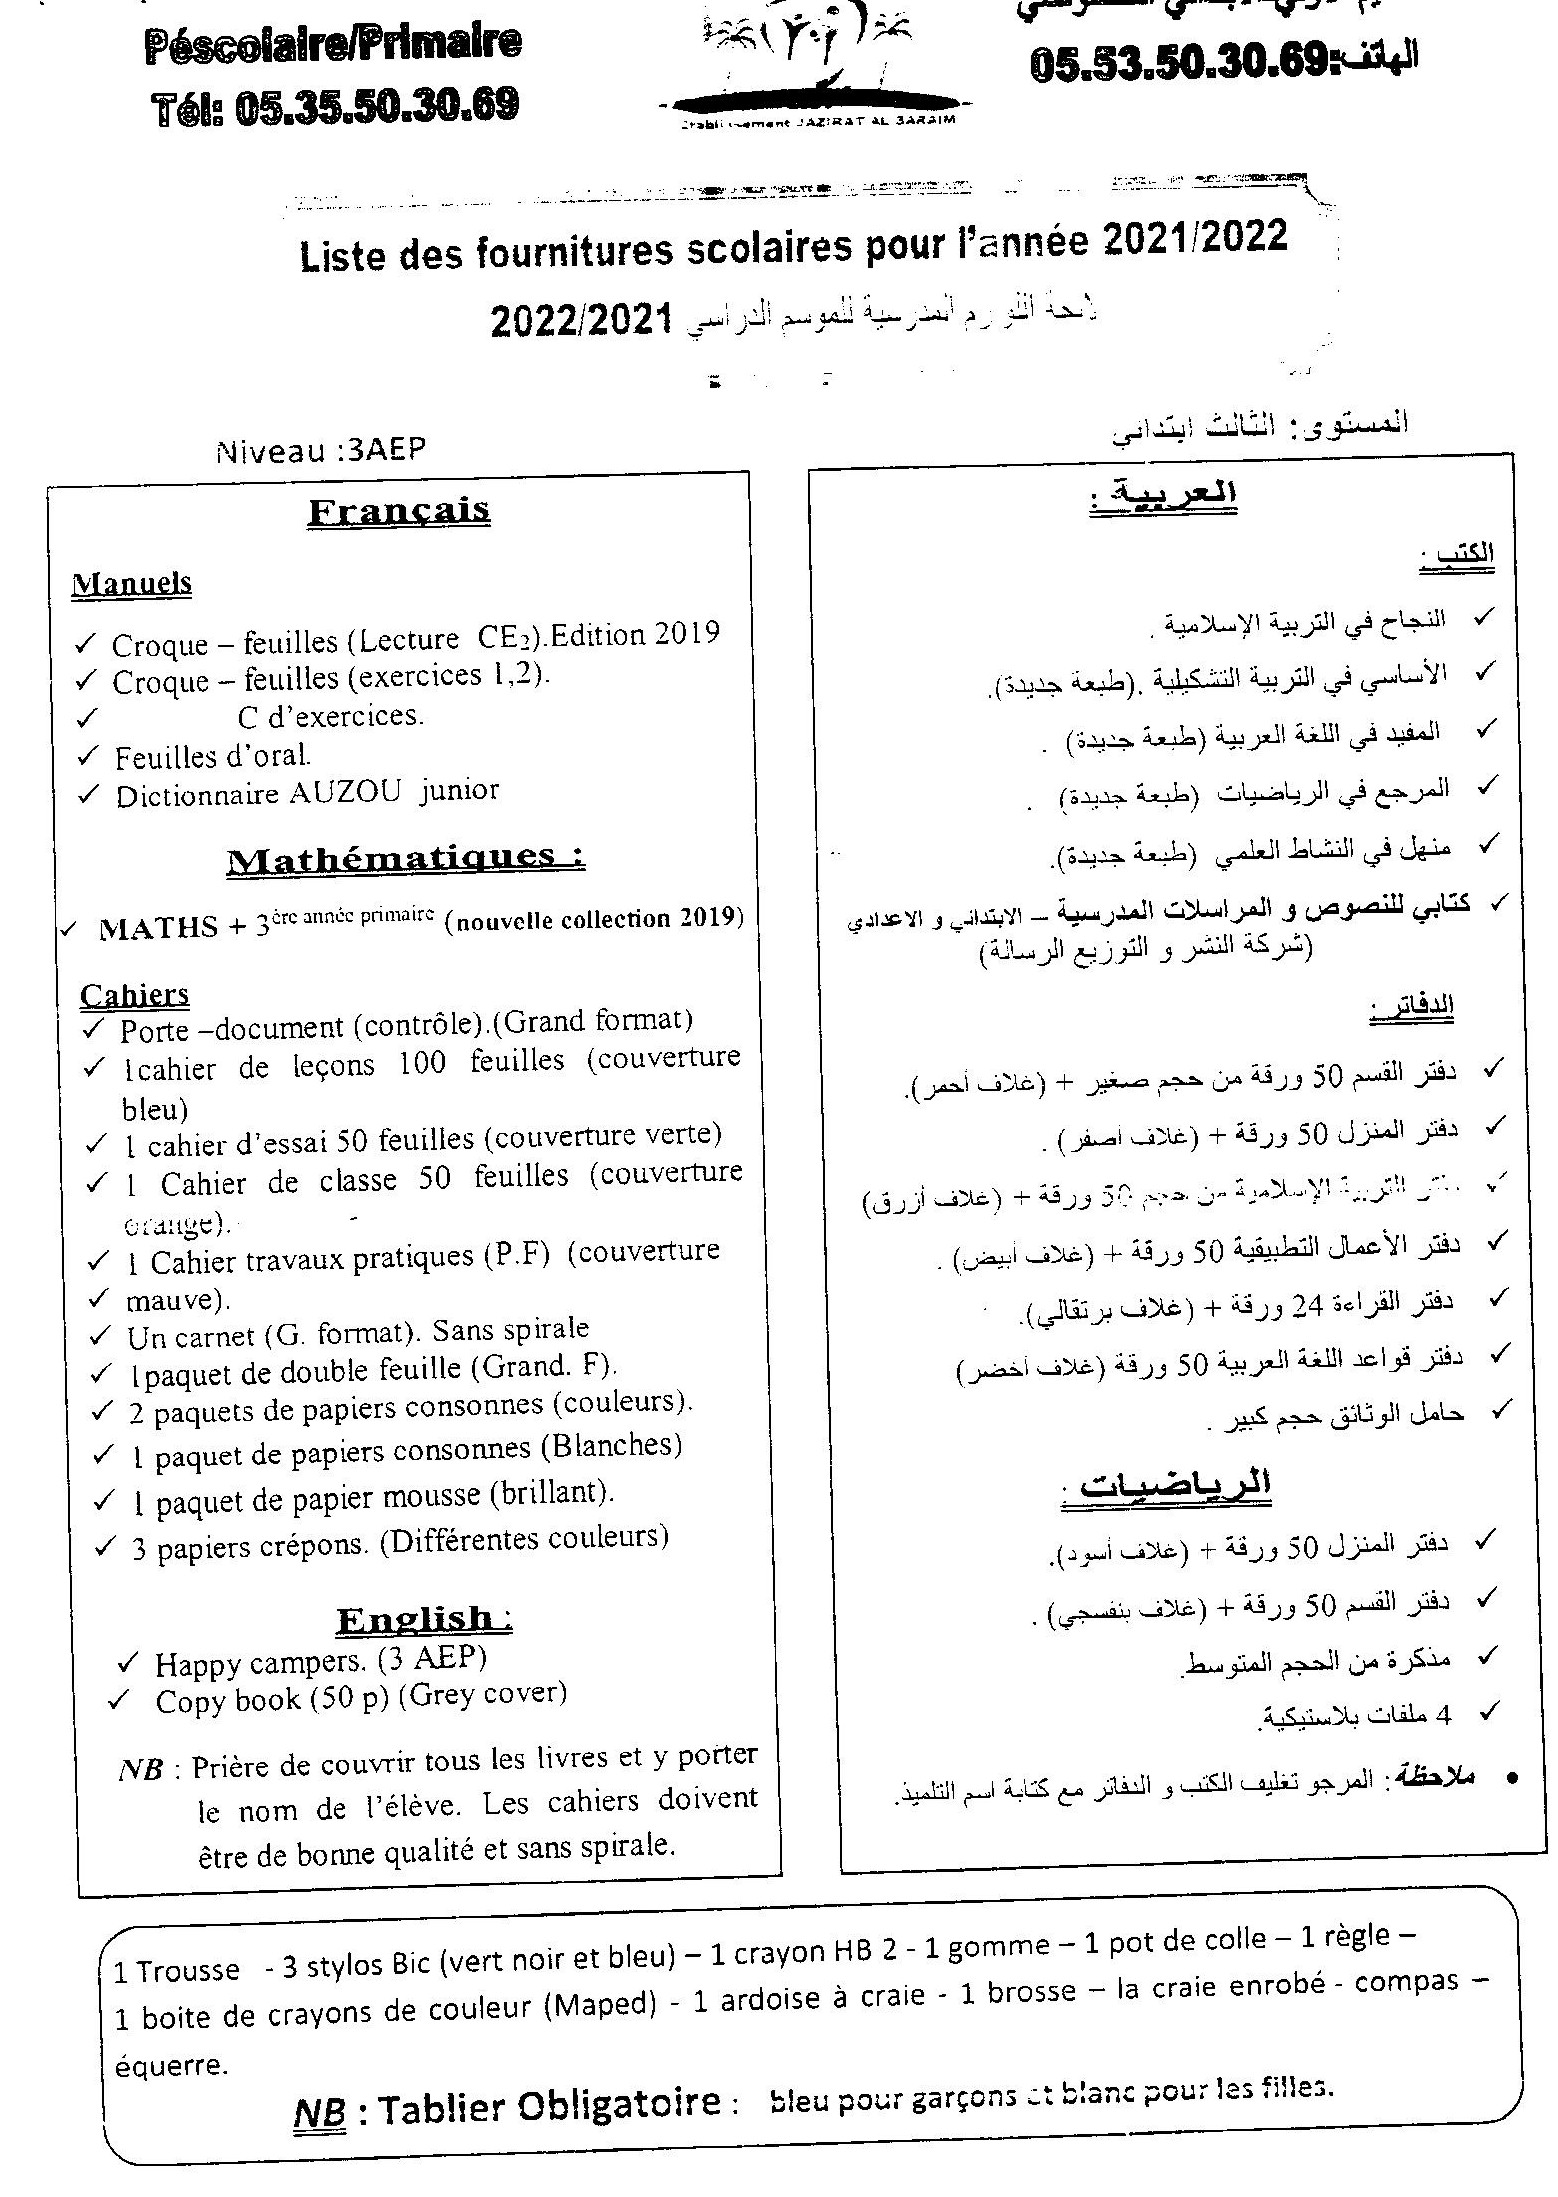 Péscolaire/Primaire
Tél: 05.35.50.30.69
الهاتف:05.53.50.30.69
JAZIRAT AL
Liste des fournitures scolaires pour l'année 2021/2022
المدرسية للموسم الدراسي 2022/2021
Niveau :3AEP
المستوى: الثالث ابتدائي
Français
Manuels
✓ Croque – feuilles (Lecture CE2).Edition 2019
✓ Croque – feuilles (exercices 1,2).
✓ C d'exercices.
✓ Feuilles d'oral.
✓ Dictionnaire AUZOU junior
Mathématiques :
✓ MATHS + 3ère année primaire (nouvelle collection 2019)
Cahiers
✓ Porte –document (contrôle).(Grand format)
✓ 1cahier de leçons 100 feuilles (couverture
bleu)
✓ 1 cahier d'essai 50 feuilles (couverture verte)
✓ 1 Cahier de classe 50 feuilles (couverture
orange).
✓ 1 Cahier travaux pratiques (P.F) (couverture
✓ mauve).
✓ Un carnet (G. format). Sans spirale
✓ 1paquet de double feuille (Grand. F).
✓ 2 paquets de papiers consonnes (couleurs).
✓ 1 paquet de papiers consonnes (Blanches)
✓ 1 paquet de papier mousse (brillant).
✓ 3 papiers crépons. (Différentes couleurs)
English :
✓ Happy campers. (3 AEP)
✓ Copy book (50 p) (Grey cover)
NB : Prière de couvrir tous les livres et y porter
le nom de l'élève. Les cahiers doivent
être de bonne qualité et sans spirale.
العربية :
الكتب :
✓ النجاح في التربية الإسلامية .
✓ الأساسي في التربية التشكيلية .(طبعة جديدة).
✓ المفيد في اللغة العربية (طبعة جديدة) .
✓ المرجع في الرياضيات (طبعة جديدة) .
✓ منهل في النشاط العلمي (طبعة جديدة).
✓ كتابي للنصوص و المراسلات المدرسية – الابتدائي و الاعدادي
(شركة النشر و التوزيع الرسالة)
الدفاتر :
✓ دفتر القسم 50 ورقة من حجم صغير + (غلاف أحمر).
✓ دفتر المنزل 50 ورقة + (غلاف أصفر) .
✓ دفتر التربية الإسلامية من حجم 50 ورقة + (غلاف أزرق)
✓ دفتر الأعمال التطبيقية 50 ورقة + (غلاف أبيض) .
✓ دفتر القراءة 24 ورقة + (غلاف برتقالي).
✓ دفتر قواعد اللغة العربية 50 ورقة (غلاف أخضر)
✓ حامل الوثائق حجم كبير .
الرياضيات :
✓ دفتر المنزل 50 ورقة + (غلاف أسود).
✓ دفتر القسم 50 ورقة + (غلاف بنفسجي) .
✓ مذكرة من الحجم المتوسط.
✓ 4 ملفات بلاستيكية.
• ملاحظة : المرجو تغليف الكتب و الدفاتر مع كتابة اسم التلميذ.
1 Trousse - 3 stylos Bic (vert noir et bleu) – 1 crayon HB 2 - 1 gomme – 1 pot de colle – 1 règle –
1 boite de crayons de couleur (Maped) - 1 ardoise à craie - 1 brosse – la craie enrobé - compas –
équerre.
NB : Tablier Obligatoire : bleu pour garçons et blanc pour les filles.